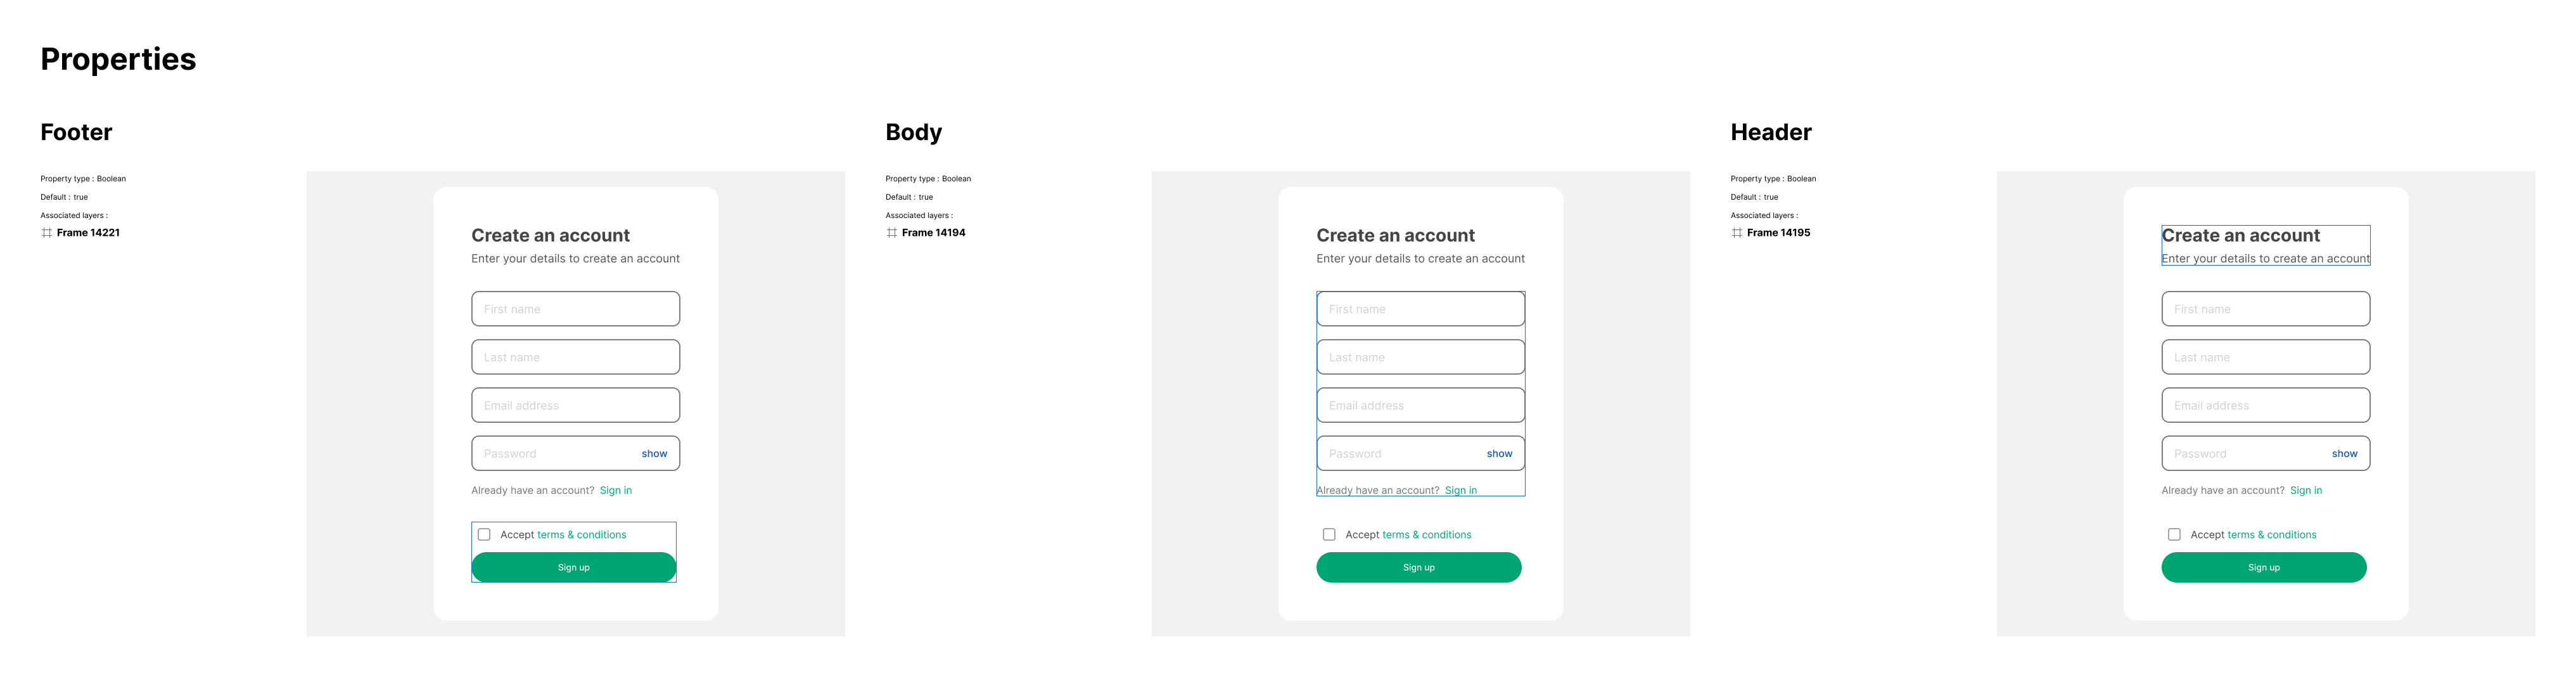 Properties
Footer
Property type : Boolean
Default : true
Associated layers :
Frame 14221
Create an account
Enter your details to create an account
First name
Last name
Email address
Password show
Already have an account? Sign in
Accept terms & conditions
Sign up
Body
Property type : Boolean
Default : true
Associated layers :
Frame 14194
Create an account
Enter your details to create an account
First name
Last name
Email address
Password show
Already have an account? Sign in
Accept terms & conditions
Sign up
Header
Property type : Boolean
Default : true
Associated layers :
Frame 14195
Create an account
Enter your details to create an account
First name
Last name
Email address
Password show
Already have an account? Sign in
Accept terms & conditions
Sign up